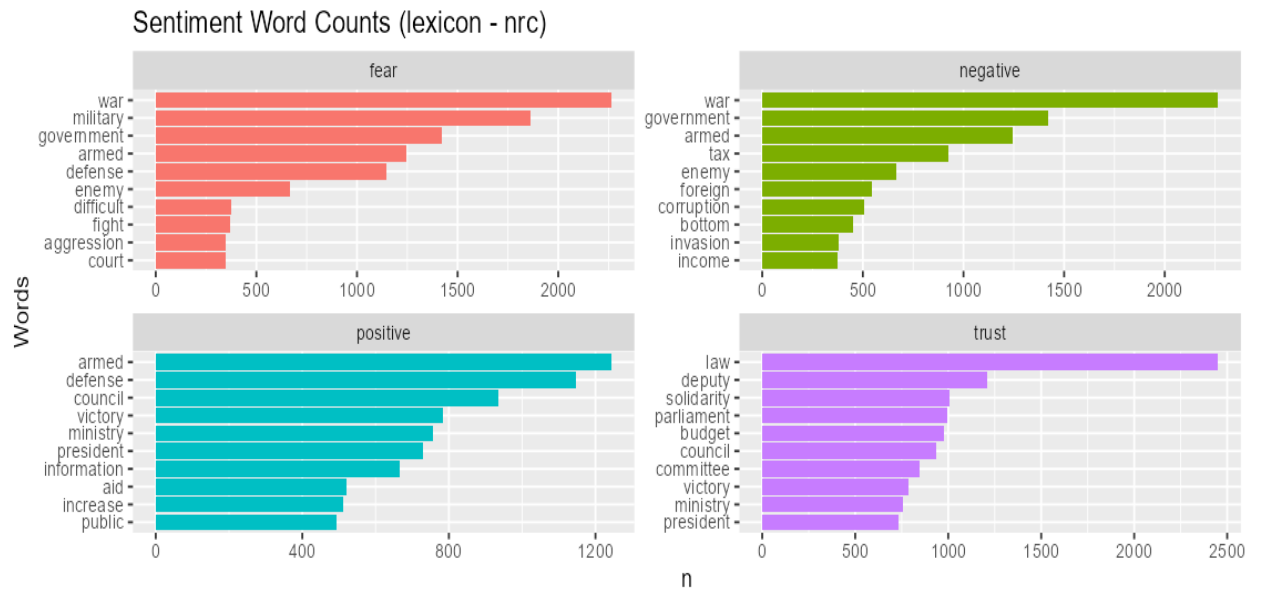 Sentiment Word Counts (lexicon - nrc)
fear
war
military
government
armed
defense
enemy
difficult
fight
aggression
court
0 500 1000 1500 2000
negative
war
government
armed
tax
enemy
foreign
corruption
bottom
invasion
income
0 500 1000 1500 2000
Words
positive
armed
defense
council
victory
ministry
president
information
aid
increase
public
0 400 800 1200
trust
law
deputy
solidarity
parliament
budget
council
committee
victory
ministry
president
0 500 1000 1500 2000 2500
n